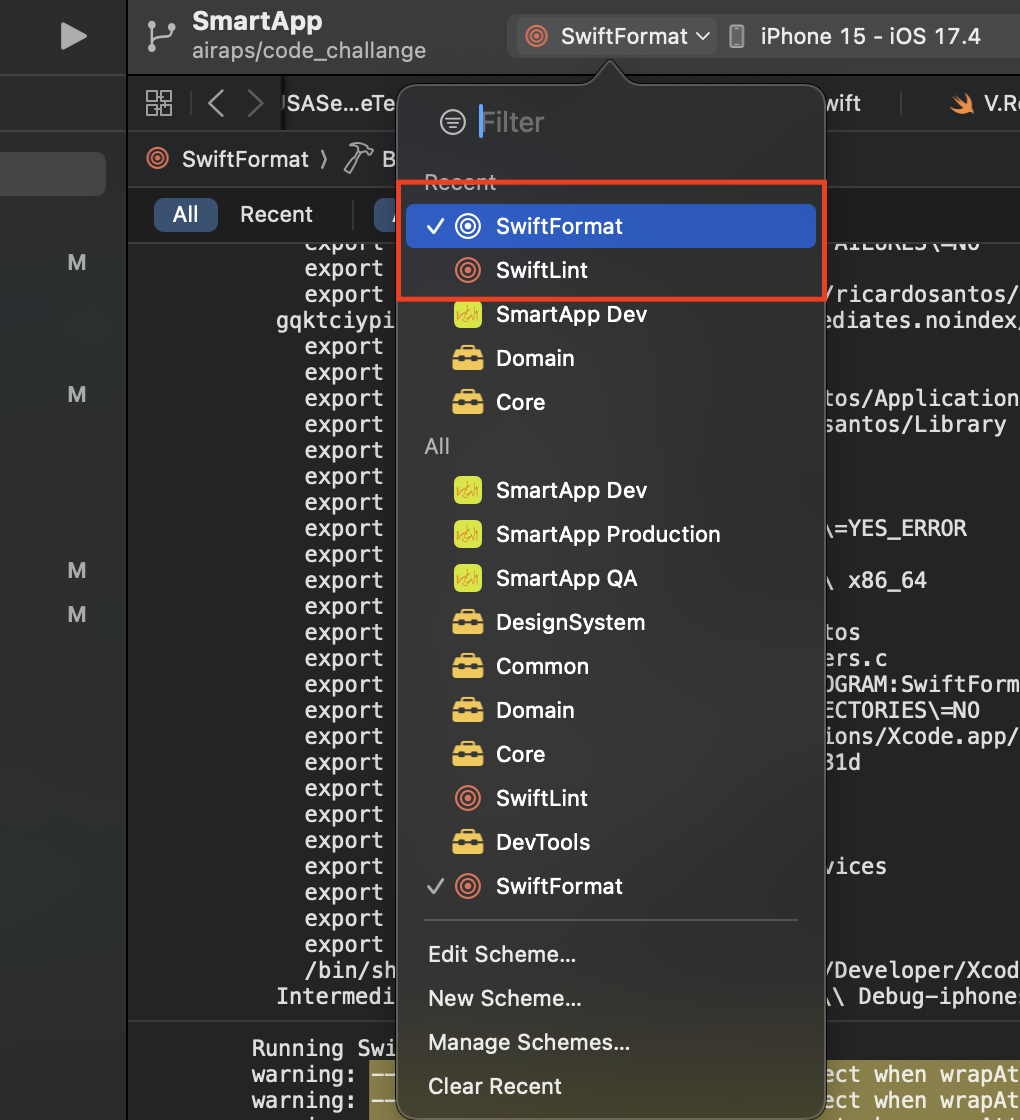 SmartApp
airaps/code_challange
SwiftFormat
iPhone 15 - iOS 17.4
JSASe...eTe
wift
V.R
Filter
SwiftFormat
B
Recent
All
Recent
SwiftFormat
SwiftLint
SmartApp Dev
Domain
Core
All
SmartApp Dev
SmartApp Production
SmartApp QA
DesignSystem
Common
Domain
Core
SwiftLint
DevTools
SwiftFormat
Edit Scheme...
New Scheme...
Manage Schemes...
Clear Recent
M
M
M
M
export AILURES\=NO
export
export /ricardosantos/
gqktciypi ediates.noindex/
export
export
export tos/Application
export santos/Library
export
export
export
export \=YES_ERROR
export
export \ x86_64
export
export tos
export ers.c
export OGRAM:SwiftForm
export ECTORIES\=NO
export ions/Xcode.app/
export 31d
export
export
export
export vices
export
export
export
/bin/sh /Developer/Xcod
Intermedi \\ Debug-iphone
Running Swi
warning: -- ect when wrapAt
warning: -- ect when wrapAt